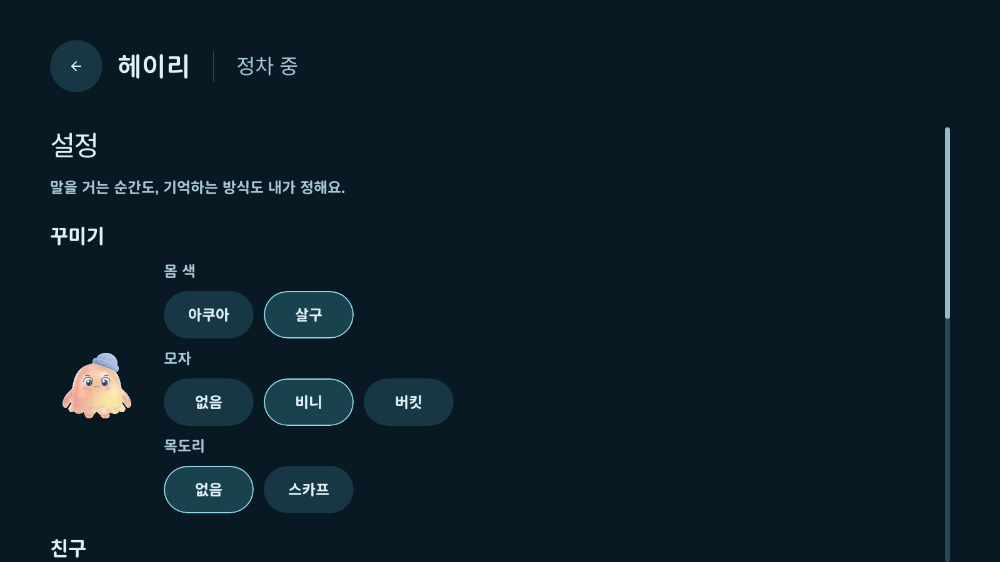 헤이리
정차 중
설정
말을 거는 순간도, 기억하는 방식도 내가 정해요.
꾸미기
몸 색
아쿠아 살구
모자
없음 비니 버킷
목도리
없음 스카프
친구